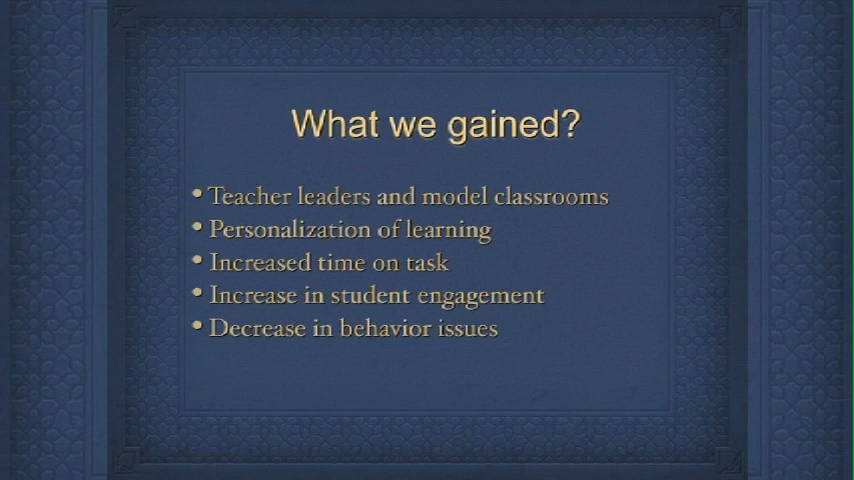 What we gained?
• Teacher leaders and model classrooms
• Personalization of learning
• Increased time on task
• Increase in student engagement
• Decrease in behavior issues